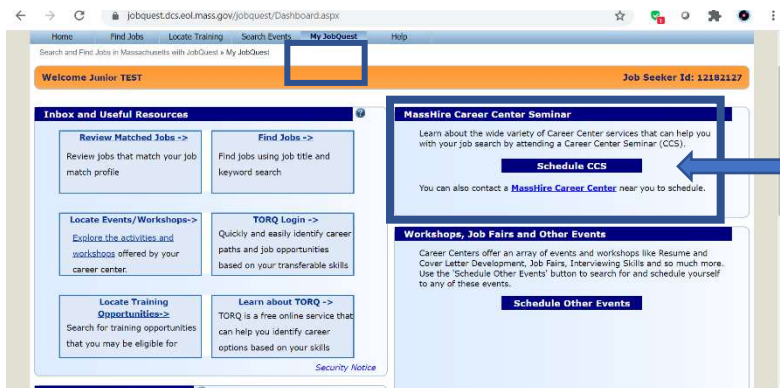 jobquest.dcs.eol.mass.gov/jobquest/Dashboard.aspx
Home Find Jobs Locate Training Search Events My JobQuest Help
Search and Find Jobs in Massachusetts with JobQuest » My JobQuest
Welcome Junior TEST Job Seeker Id: 12182127
Inbox and Useful Resources
Review Matched Jobs ->
Review jobs that match your job
match profile
Find Jobs ->
Find jobs using job title and
keyword search
Locate Events/Workshops->
Explore the activities and
workshops offered by your
career center.
TORQ Login ->
Quickly and easily identify career
paths and job opportunities
based on your transferable skills
Locate Training
Opportunities->
Search for training opportunities
that you may be eligible for
Learn about TORQ ->
TORQ is a free online service that
can help you identify career
options based on your skills
Security Notice
MassHire Career Center Seminar
Learn about the wide variety of Career Center services that can help you
with your job search by attending a Career Center Seminar (CCS).
Schedule CCS
You can also contact a MassHire Career Center near you to schedule.
Workshops, Job Fairs and Other Events
Career Centers offer an array of events and workshops like Resume and
Cover Letter Development, Job Fairs, Interviewing Skills and so much more.
Use the 'Schedule Other Events' button to search for and schedule yourself
to any of these events.
Schedule Other Events